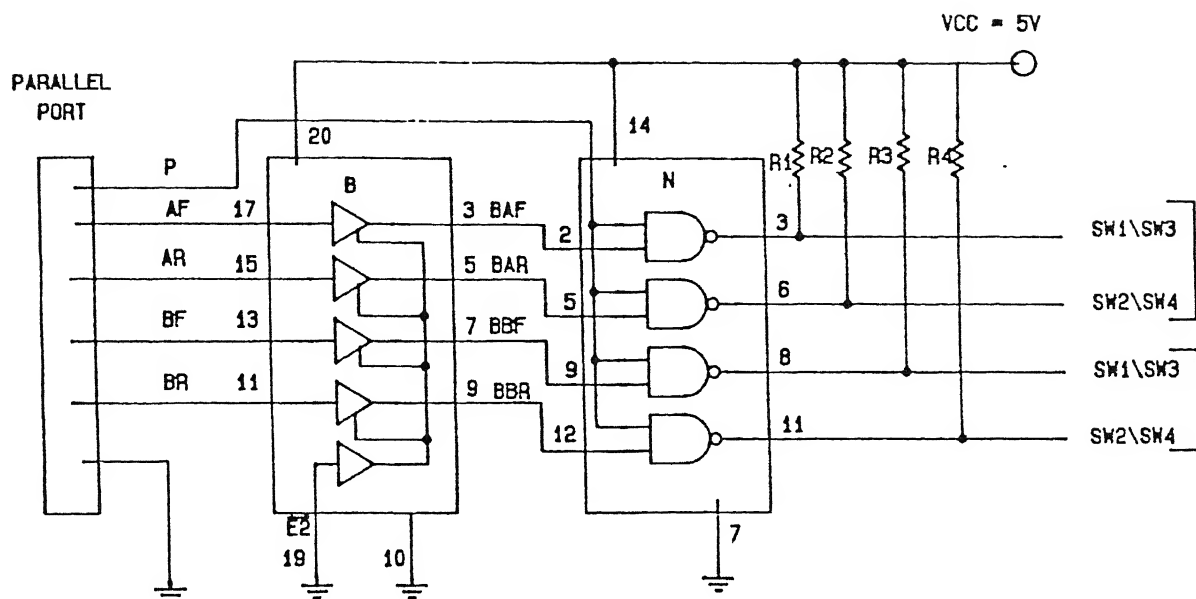 VCC = 5V
PARALLEL
PORT
20
14
P
B
N
R1
R2
R3
R4
AF
17
3
BAF
2
3
SW1\SW3
AR
15
5
BAR
5
6
SW2\SW4
BF
13
7
BBF
9
8
SW1\SW3
BR
11
9
BBR
12
11
SW2\SW4
E2
19
10
7